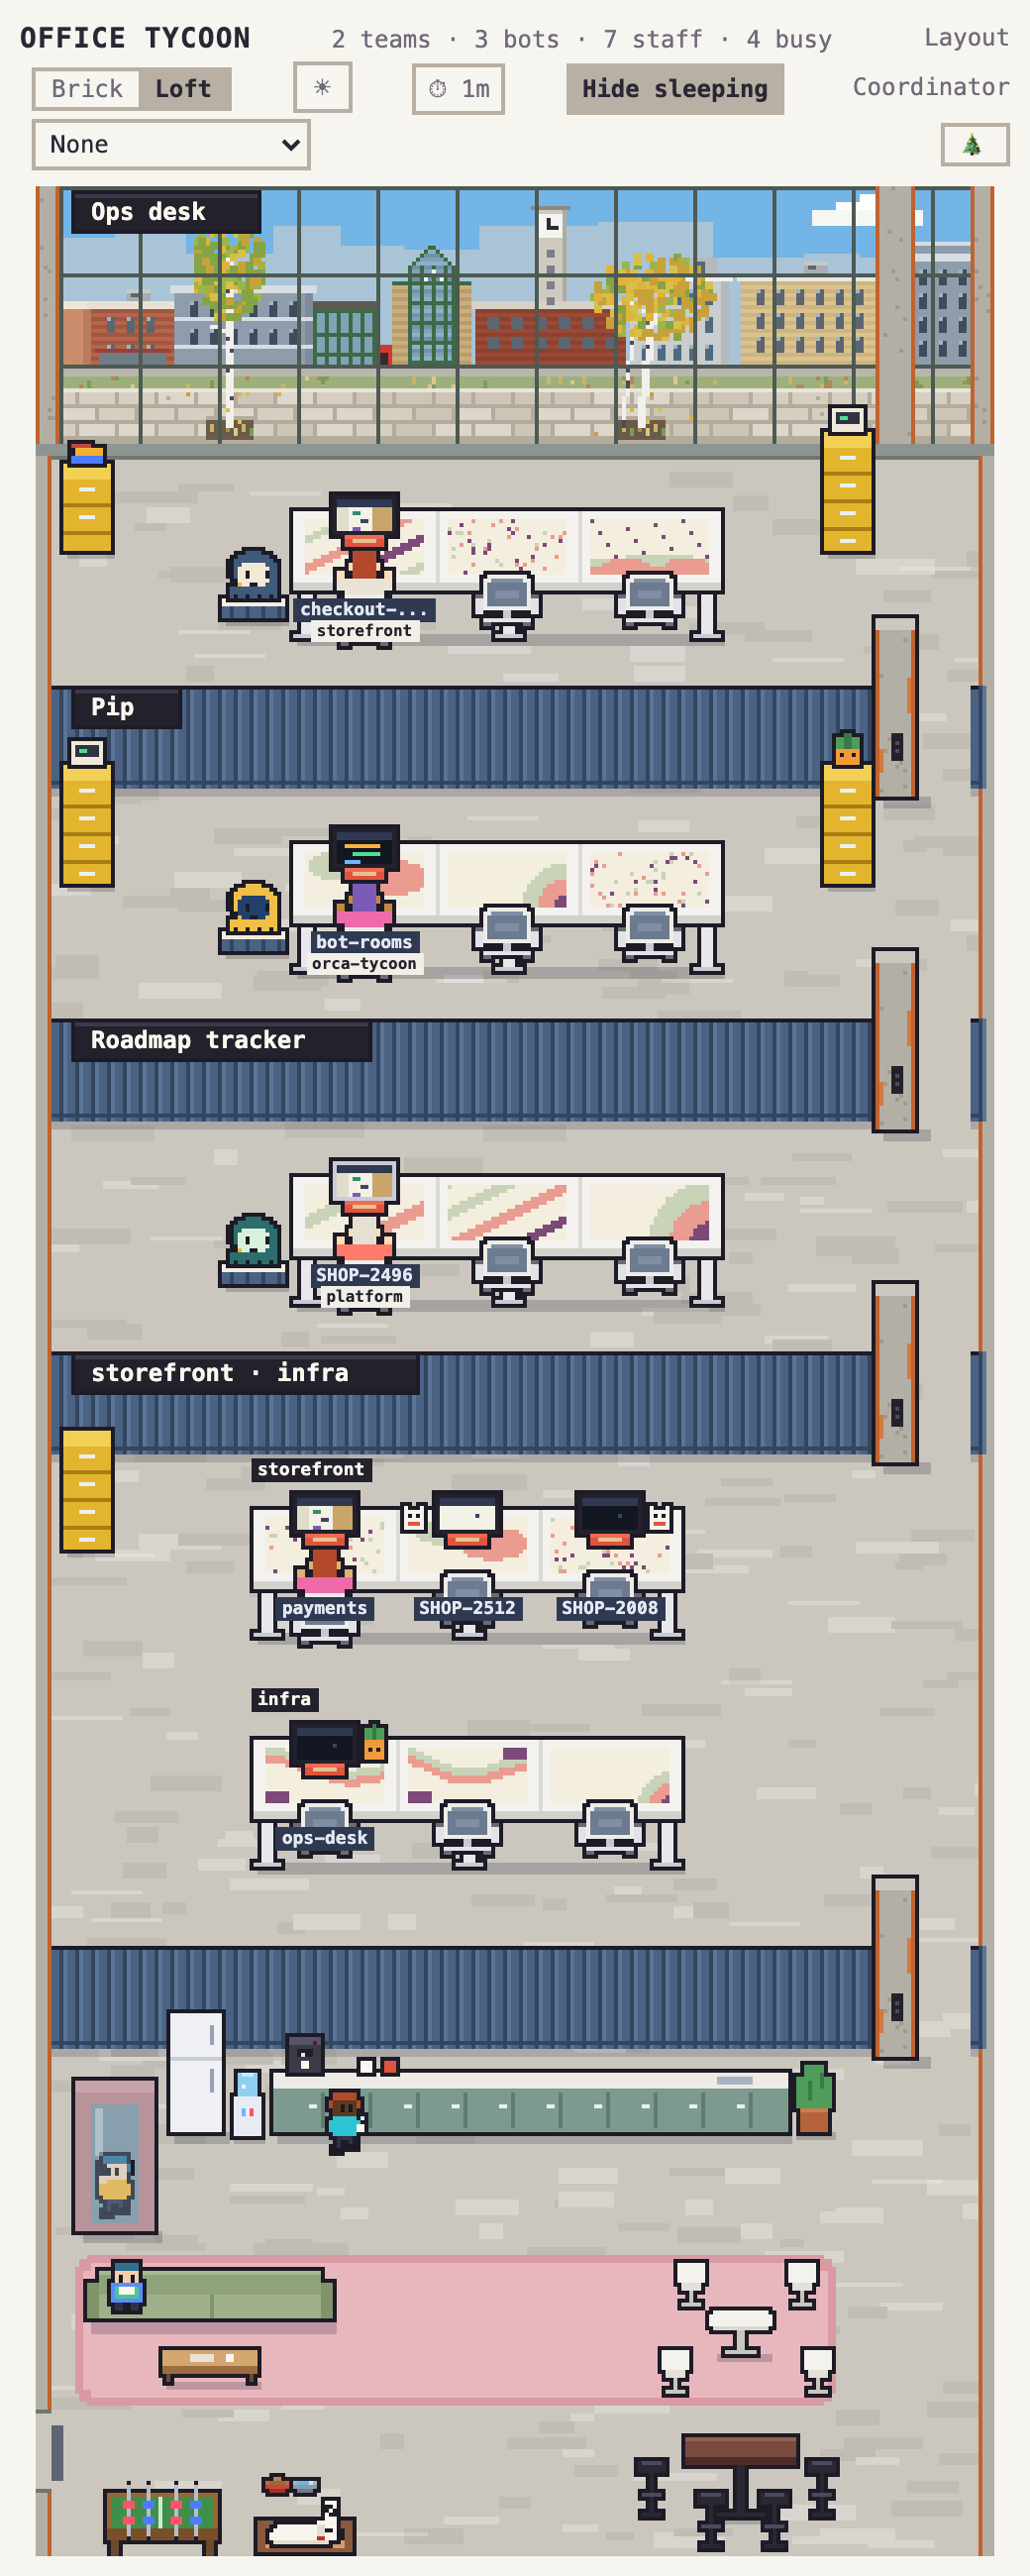 OFFICE TYCOON
2 teams · 3 bots · 7 staff · 4 busy
Layout
Brick
Loft
☀
⏱ 1m
Hide sleeping
Coordinator
None
Ops desk
checkout-...
storefront
Pip
bot-rooms
orca-tycoon
Roadmap tracker
SHOP-2496
platform
storefront · infra
storefront
payments
SHOP-2512
SHOP-2008
infra
ops-desk